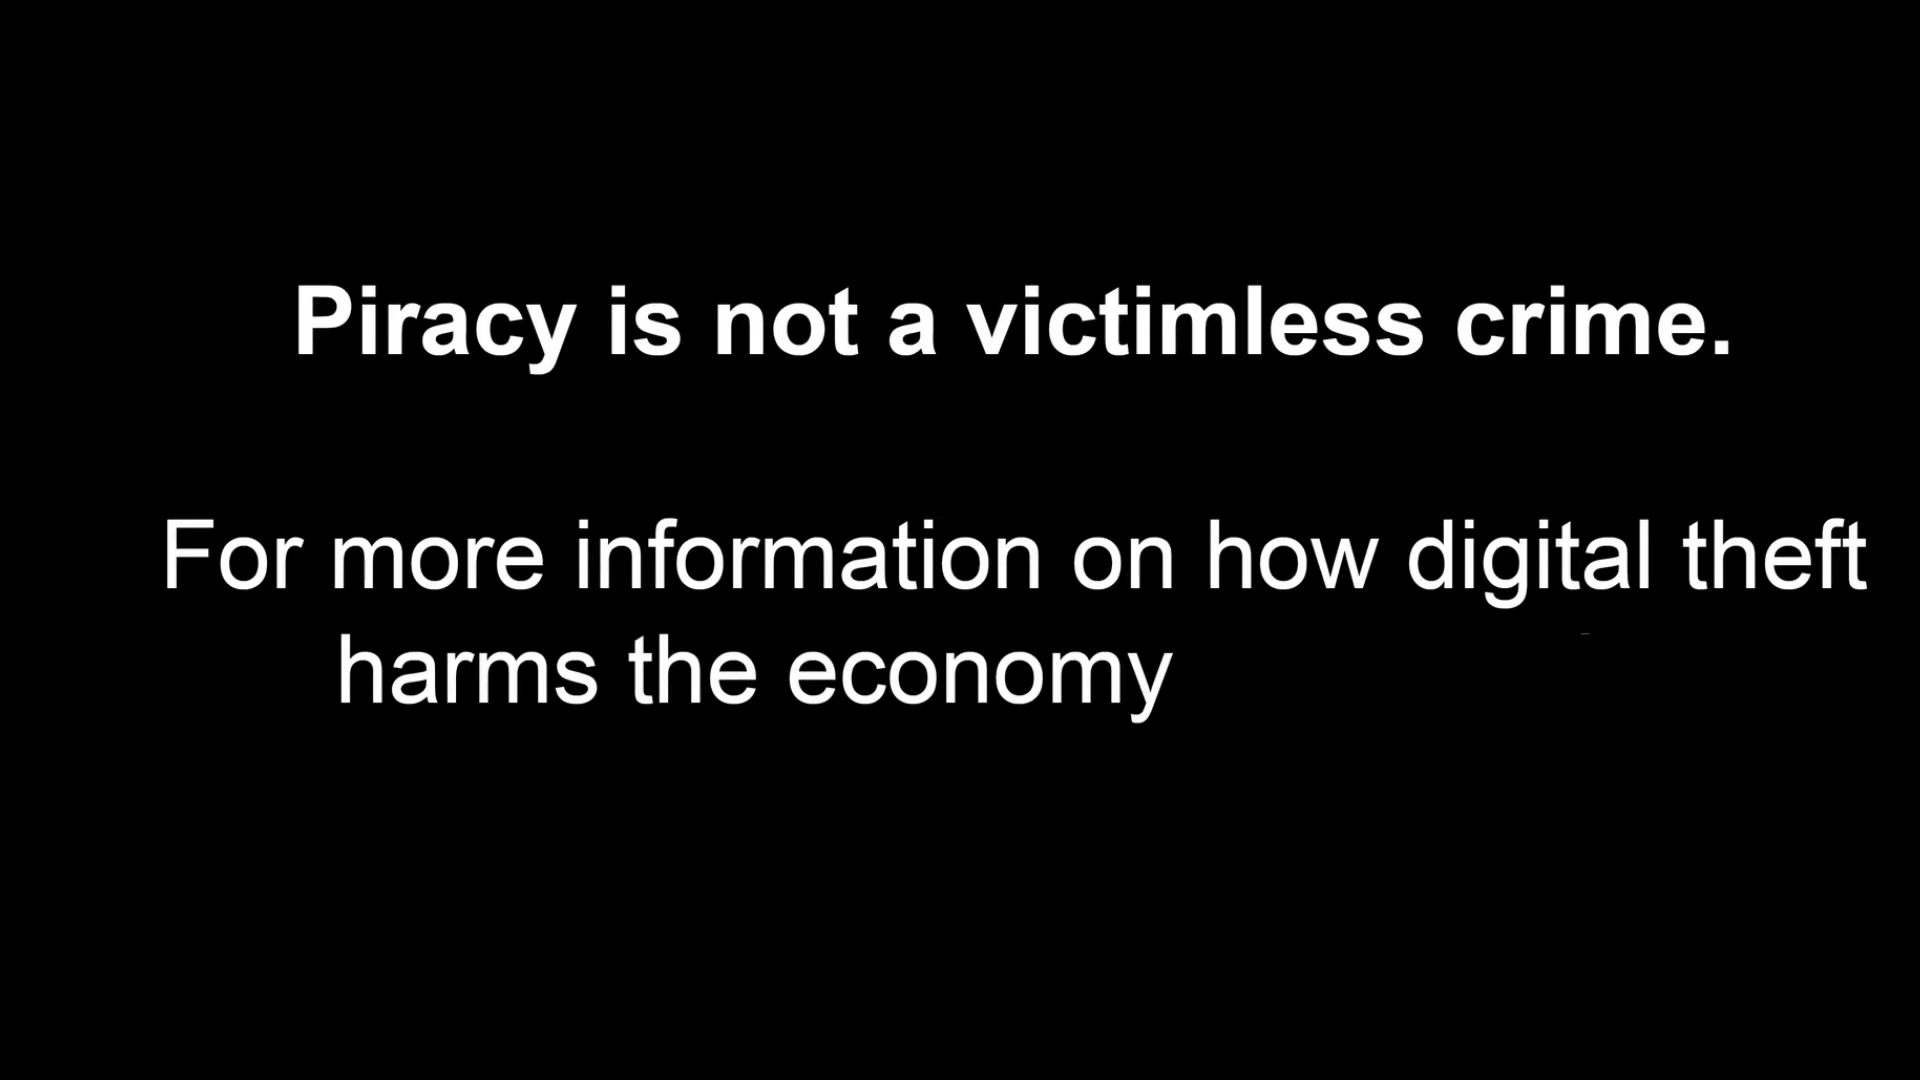 Piracy is not a victimless crime.
For more information on how digital theft
harms the economy